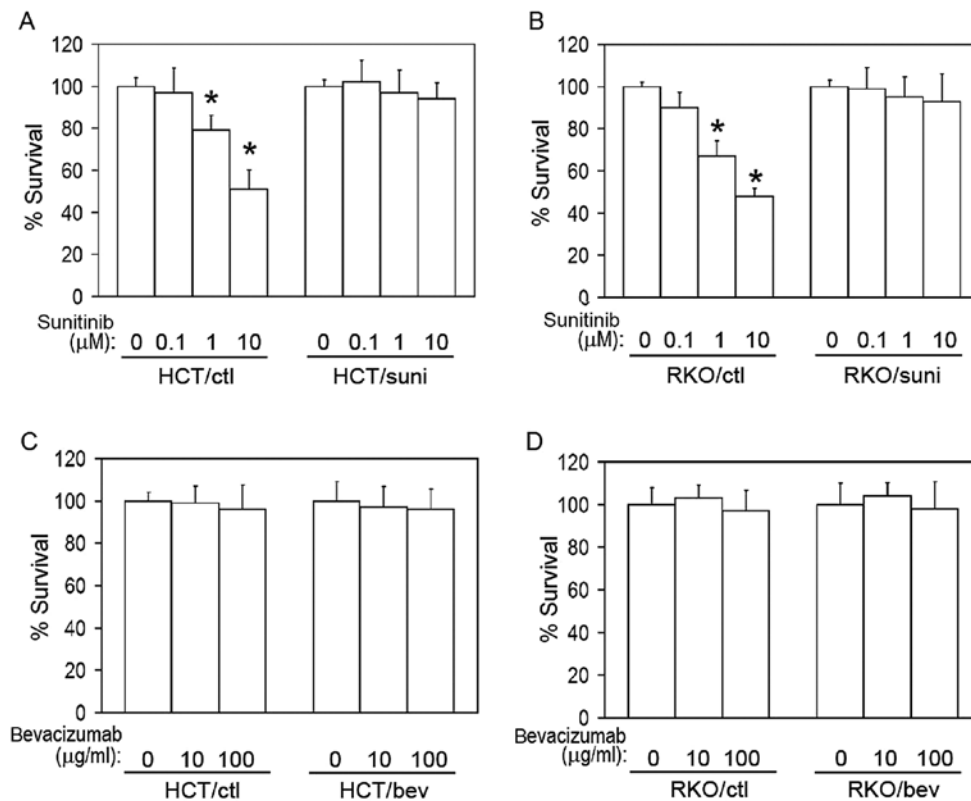 A
120
100
80
60
40
20
0
% Survival
* *
Sunitinib
(μM): 0 0.1 1 10 0 0.1 1 10
HCT/ctl HCT/suni
B
120
100
80
60
40
20
0
% Survival
* *
Sunitinib
(μM): 0 0.1 1 10 0 0.1 1 10
RKO/ctl RKO/suni
C
120
100
80
60
40
20
0
% Survival
Bevacizumab
(μg/ml): 0 10 100 0 10 100
HCT/ctl HCT/bev
D
120
100
80
60
40
20
0
% Survival
Bevacizumab
(μg/ml): 0 10 100 0 10 100
RKO/ctl RKO/bev